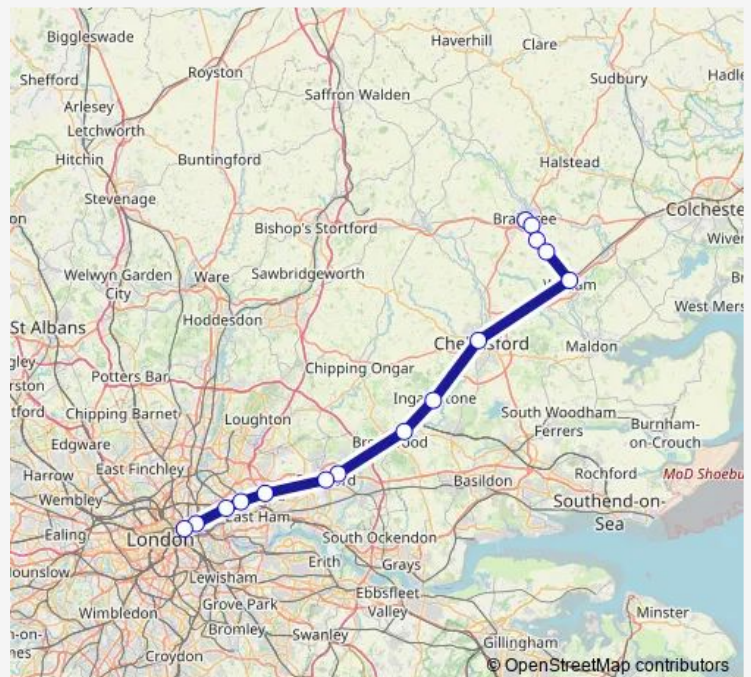 Biggleswade
Haverhill
Clare
Shefford
Royston
Sudbury
Saffron Walden
Arlesey
Letchworth
Hitchin
Buntingford
Halstead
Stevenage
Bishop's Stortford
Welwyn Garden
City
Ware
Sawbridgeworth
Hoddesdon
St Albans
Maldon
West Mers
Potters Bar
Chipping Ongar
Chipping Barnet
Loughton
South Woodham
Ferrers
Burnham-
on-Crouch
Edgware
East Finchley
Harrow
Wembley
Basildon
Rochford
MoD Shoebu
Southend-on-
Sea
Ealing
London
East Ham
South Ockendon
Erith
Grays
Lewisham
Ebbsfleet
Valley
Grove Park
Wimbledon
Bromley
Swanley
Minster
Croydon
Gillingham
© OpenStreetMap contributors